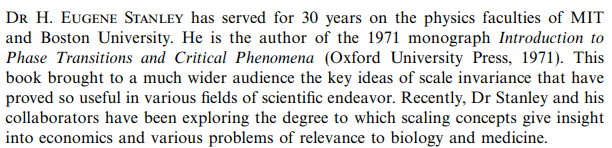 DR H. EUGENE STANLEY has served for 30 years on the physics faculties of MIT
and Boston University. He is the author of the 1971 monograph Introduction to
Phase Transitions and Critical Phenomena (Oxford University Press, 1971). This
book brought to a much wider audience the key ideas of scale invariance that have
proved so useful in various fields of scientific endeavor. Recently, Dr Stanley and his
collaborators have been exploring the degree to which scaling concepts give insight
into economics and various problems of relevance to biology and medicine.